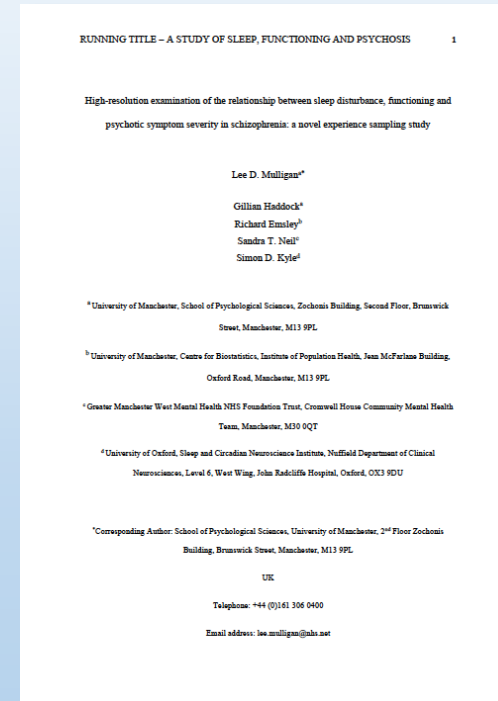 RUNNING TITLE – A STUDY OF SLEEP, FUNCTIONING AND PSYCHOSIS 1
High-resolution examination of the relationship between sleep disturbance, functioning and
psychotic symptom severity in schizophrenia: a novel experience sampling study
Lee D. Mulliganᵃ*
Gillian Haddockᵃ
Richard Emsleyᵇ
Sandra T. Neilᶜ
Simon D. Kyleᵈ
ᵃ University of Manchester, School of Psychological Sciences, Zochonis Building, Second Floor, Brunswick
Street, Manchester, M13 9PL
ᵇ University of Manchester, Centre for Biostatistics, Institute of Population Health, Jean McFarlane Building,
Oxford Road, Manchester, M13 9PL
ᶜ Greater Manchester West Mental Health NHS Foundation Trust, Cromwell House Community Mental Health
Team, Manchester, M30 0QT
ᵈ University of Oxford, Sleep and Circadian Neuroscience Institute, Nuffield Department of Clinical
Neurosciences, Level 6, West Wing, John Radcliffe Hospital, Oxford, OX3 9DU
*Corresponding Author: School of Psychological Sciences, University of Manchester, 2ⁿᵈ Floor Zochonis
Building, Brunswick Street, Manchester, M13 9PL
UK
Telephone: +44 (0)161 306 0400
Email address: lee.mulligan@nhs.net